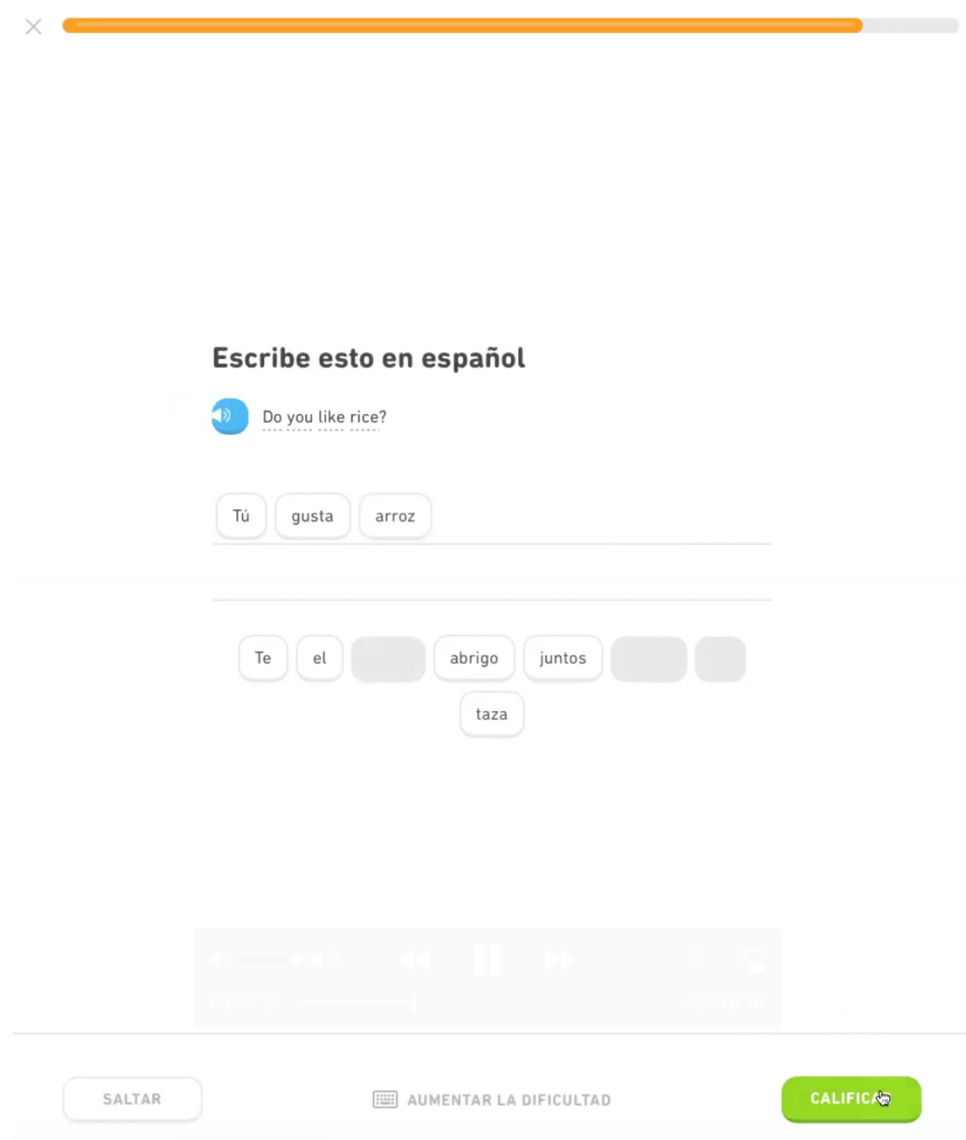 Escribe esto en español
Do you like rice?
Tú gusta arroz
Te el abrigo juntos
taza
SALTAR AUMENTAR LA DIFICULTAD